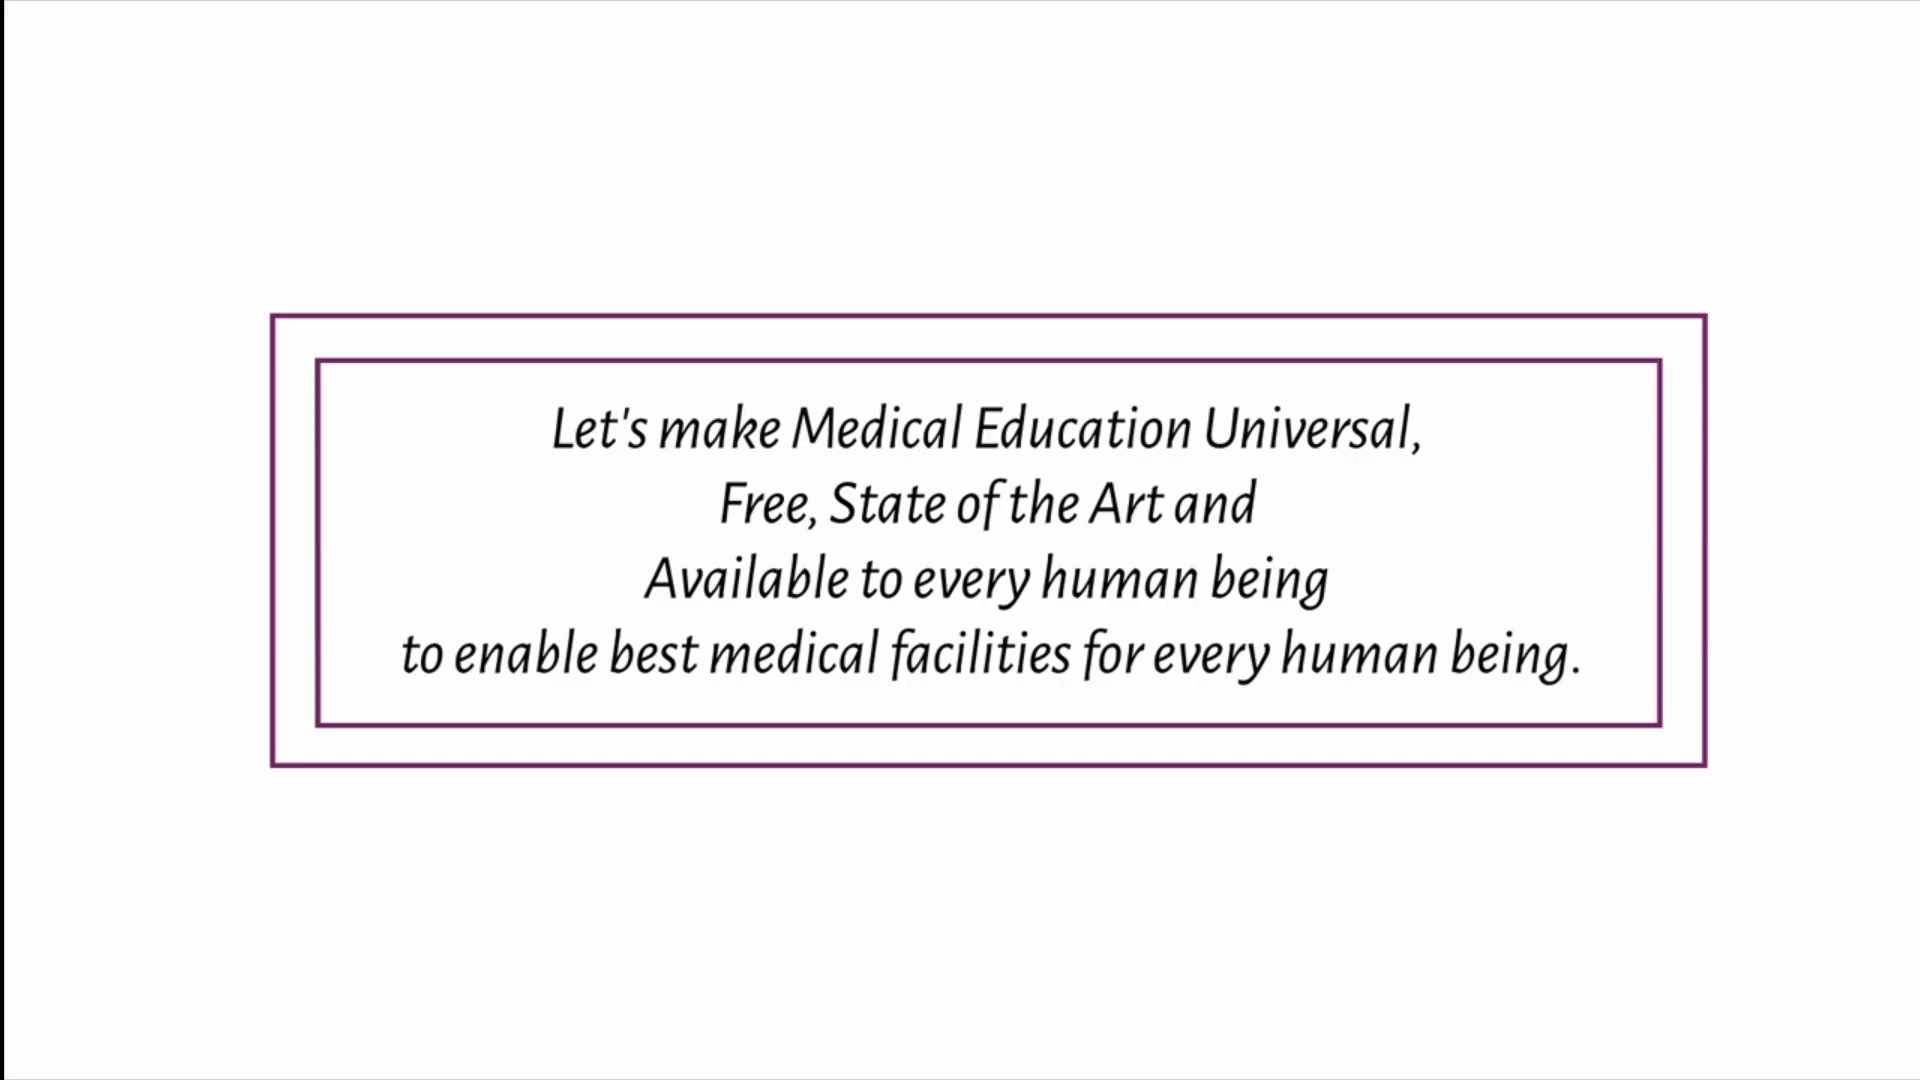 Let's make Medical Education Universal,
Free, State of the Art and
Available to every human being
to enable best medical facilities for every human being.